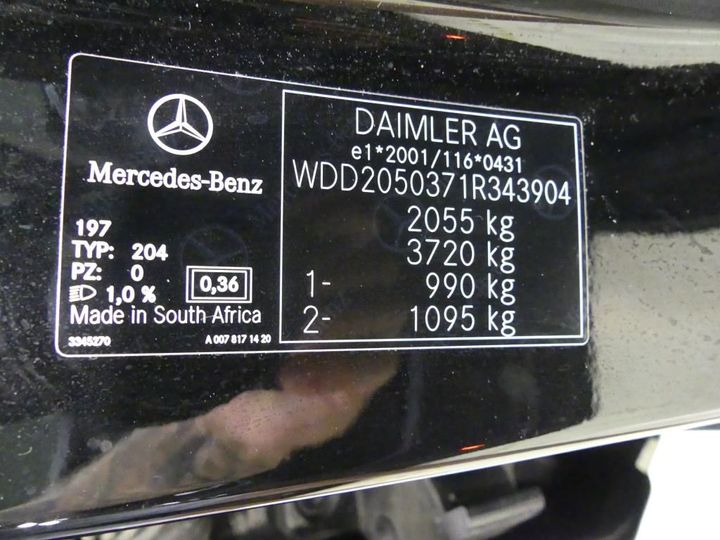 Mercedes-Benz
197
TYP: 204
PZ: 0
1,0 %
0,36
Made in South Africa
3345270
A 007 817 14 20
DAIMLER AG
e1*2001/116*0431
WDD2050371R343904
2055 kg
3720 kg
1- 990 kg
2- 1095 kg